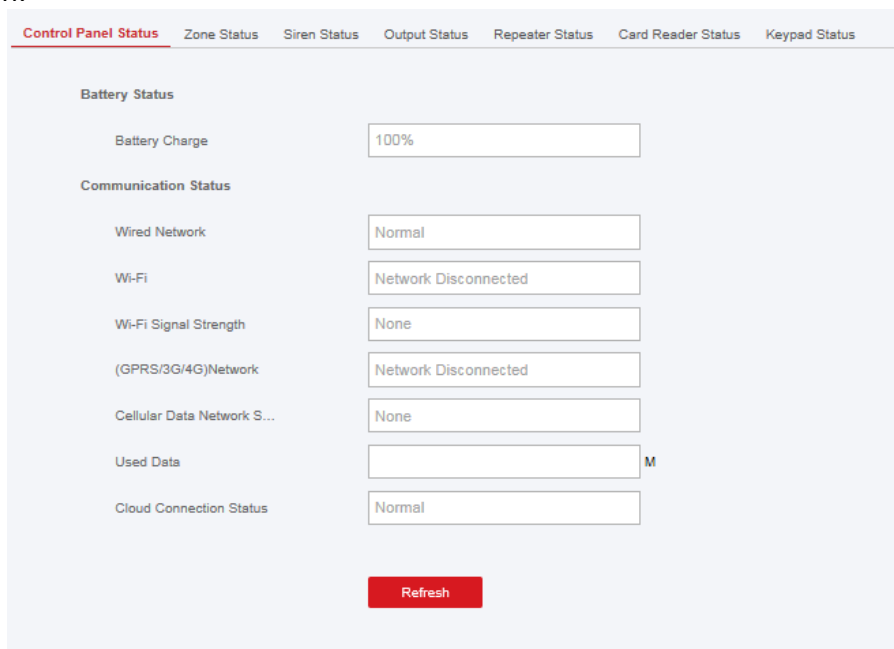 Control Panel Status Zone Status Siren Status Output Status Repeater Status Card Reader Status Keypad Status
Battery Status
Battery Charge 100%
Communication Status
Wired Network Normal
Wi-Fi Network Disconnected
Wi-Fi Signal Strength None
(GPRS/3G/4G)Network Network Disconnected
Cellular Data Network S... None
Used Data M
Cloud Connection Status Normal
Refresh